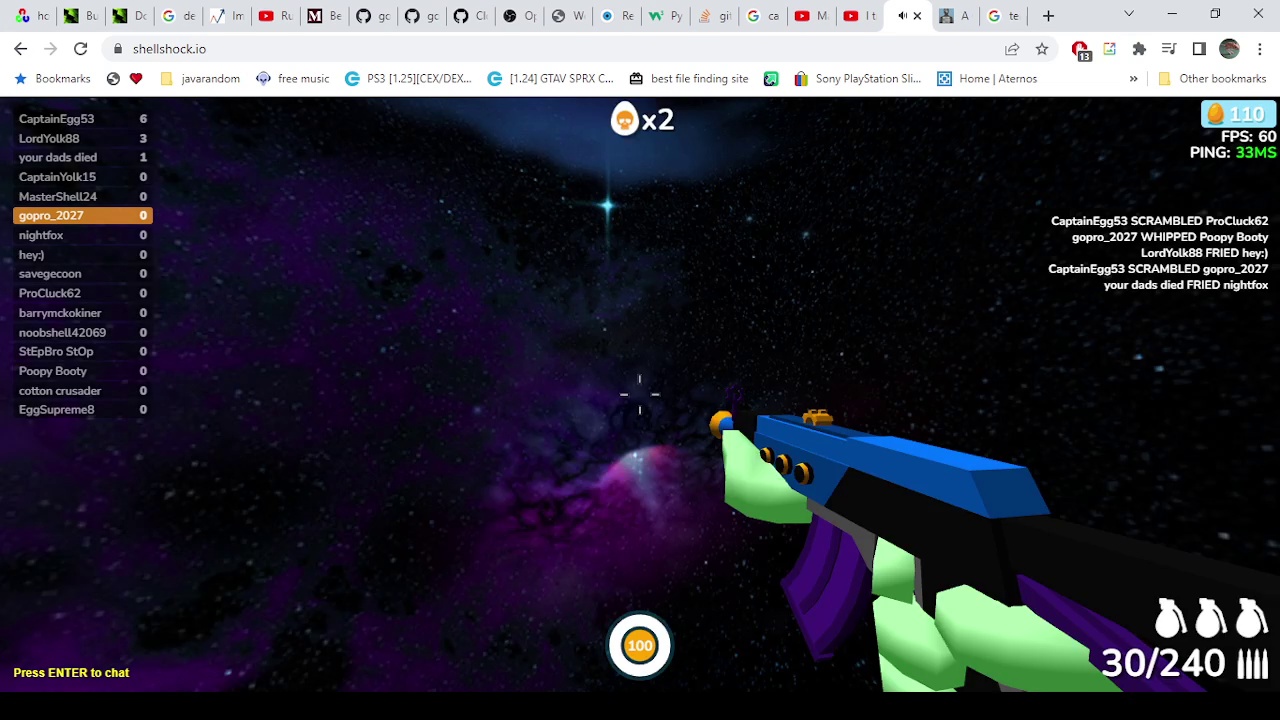 hc
Bu
Dc
de
Im
Ru
Be
gc
gc
Cli
Op
W
Re
Py
git
ca
M
I t
A
te
shellshock.io
13
Bookmarks
javarandom
free music
PS3 [1.25][CEX/DEX...
[1.24] GTAV SPRX C...
best file finding site
Sony PlayStation Sli...
Home | Aternos
»
Other bookmarks
CaptainEgg53 6
LordYolk88 3
your dads died 1
CaptainYolk15 0
MasterShell24 0
gopro_2027 0
nightfox 0
hey:) 0
savegecoon 0
ProCluck62 0
barrymckokiner 0
noobshell42069 0
StEpBro StOp 0
Poopy Booty 0
cotton crusader 0
EggSupreme8 0
x2
110
FPS: 60
PING: 33MS
CaptainEgg53 SCRAMBLED ProCluck62
gopro_2027 WHIPPED Poopy Booty
LordYolk88 FRIED hey:)
CaptainEgg53 SCRAMBLED gopro_2027
your dads died FRIED nightfox
100
30/240
Press ENTER to chat